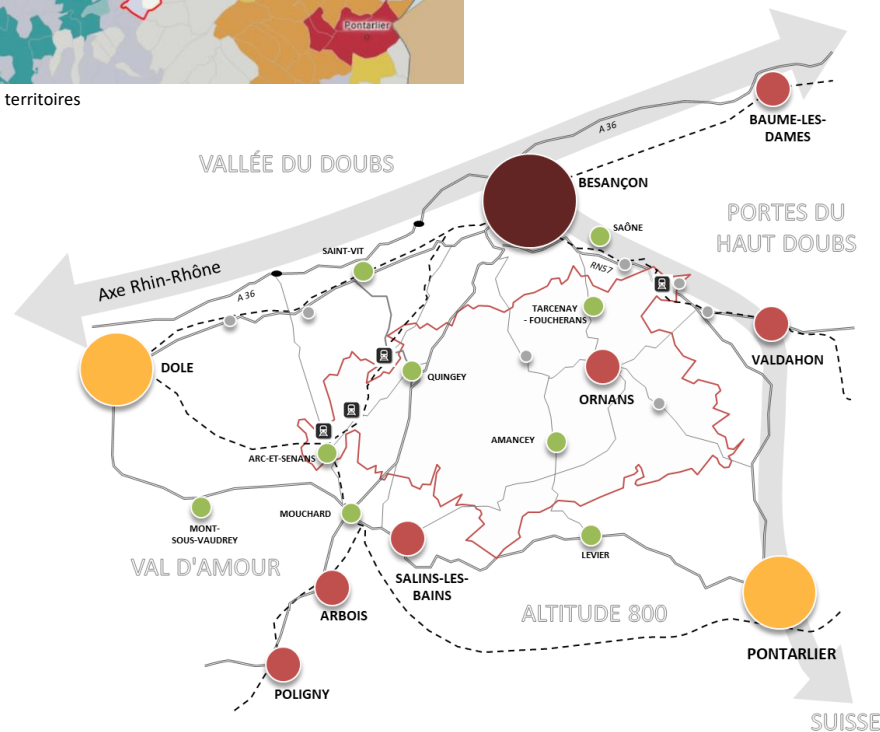 Pontarlier
territoires
A 36
BAUME-LES-
DAMES
VALLÉE DU DOUBS
BESANÇON
PORTES DU
HAUT DOUBS
SAÔNE
SAINT-VIT
RN57
Axe Rhin-Rhône
A 36
TARCENAY
- FOUCHERANS
VALDAHON
DOLE
QUINGEY
ORNANS
AMANCEY
ARC-ET-SENANS
MOUCHARD
MONT-
SOUS-VAUDREY
LEVIER
VAL D'AMOUR
SALINS-LES-
BAINS
ARBOIS
ALTITUDE 800
PONTARLIER
POLIGNY
SUISSE